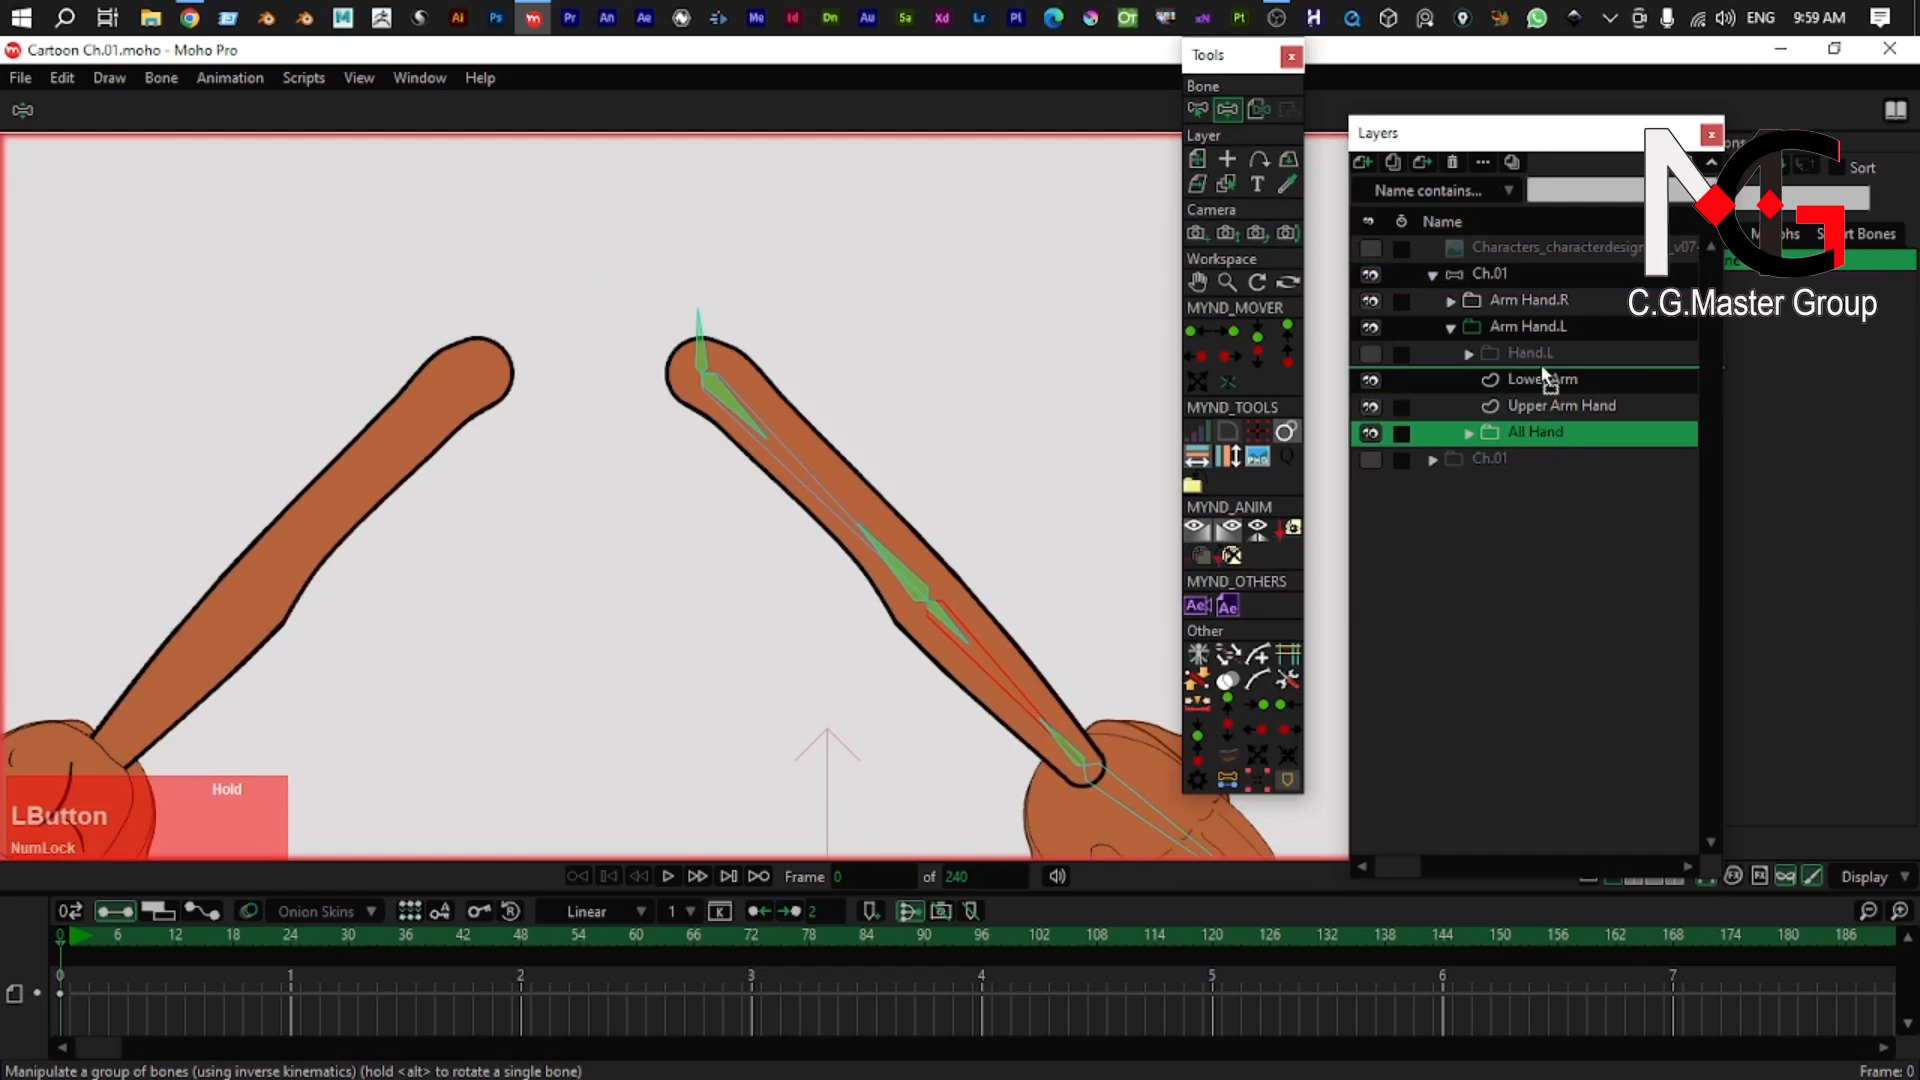 ENG
9:59 AM
Cartoon Ch.01.moho - Moho Pro
File Edit Draw Bone Animation Scripts View Window Help
Tools
Bone
Layer
Camera
Workspace
MYND_MOVER
MYND_TOOLS
MYND_ANIM
MYND_OTHERS
Other
Layers
Name contains...
Name
Characters_characterdesign
v07-
Ch.01
Arm Hand.R
Arm Hand.L
Hand.L
Arm
Upper Arm Hand
All Hand
Ch.01
Sort
Bones
MG
C.G.Master Group
Hold
LButton
NumLock
Frame 0 of 240
Display
Onion Skins
Linear
1
2
0 6 12 18 24 30 36 42 48 54 60 66 72 78 84 90 96 102 108 114 120 126 132 138 144 150 156 162 168 174 180 186
0 1 2 3 4 5 6 7
Manipulate a group of bones (using inverse kinematics) (hold <alt> to rotate a single bone)
Frame: 0